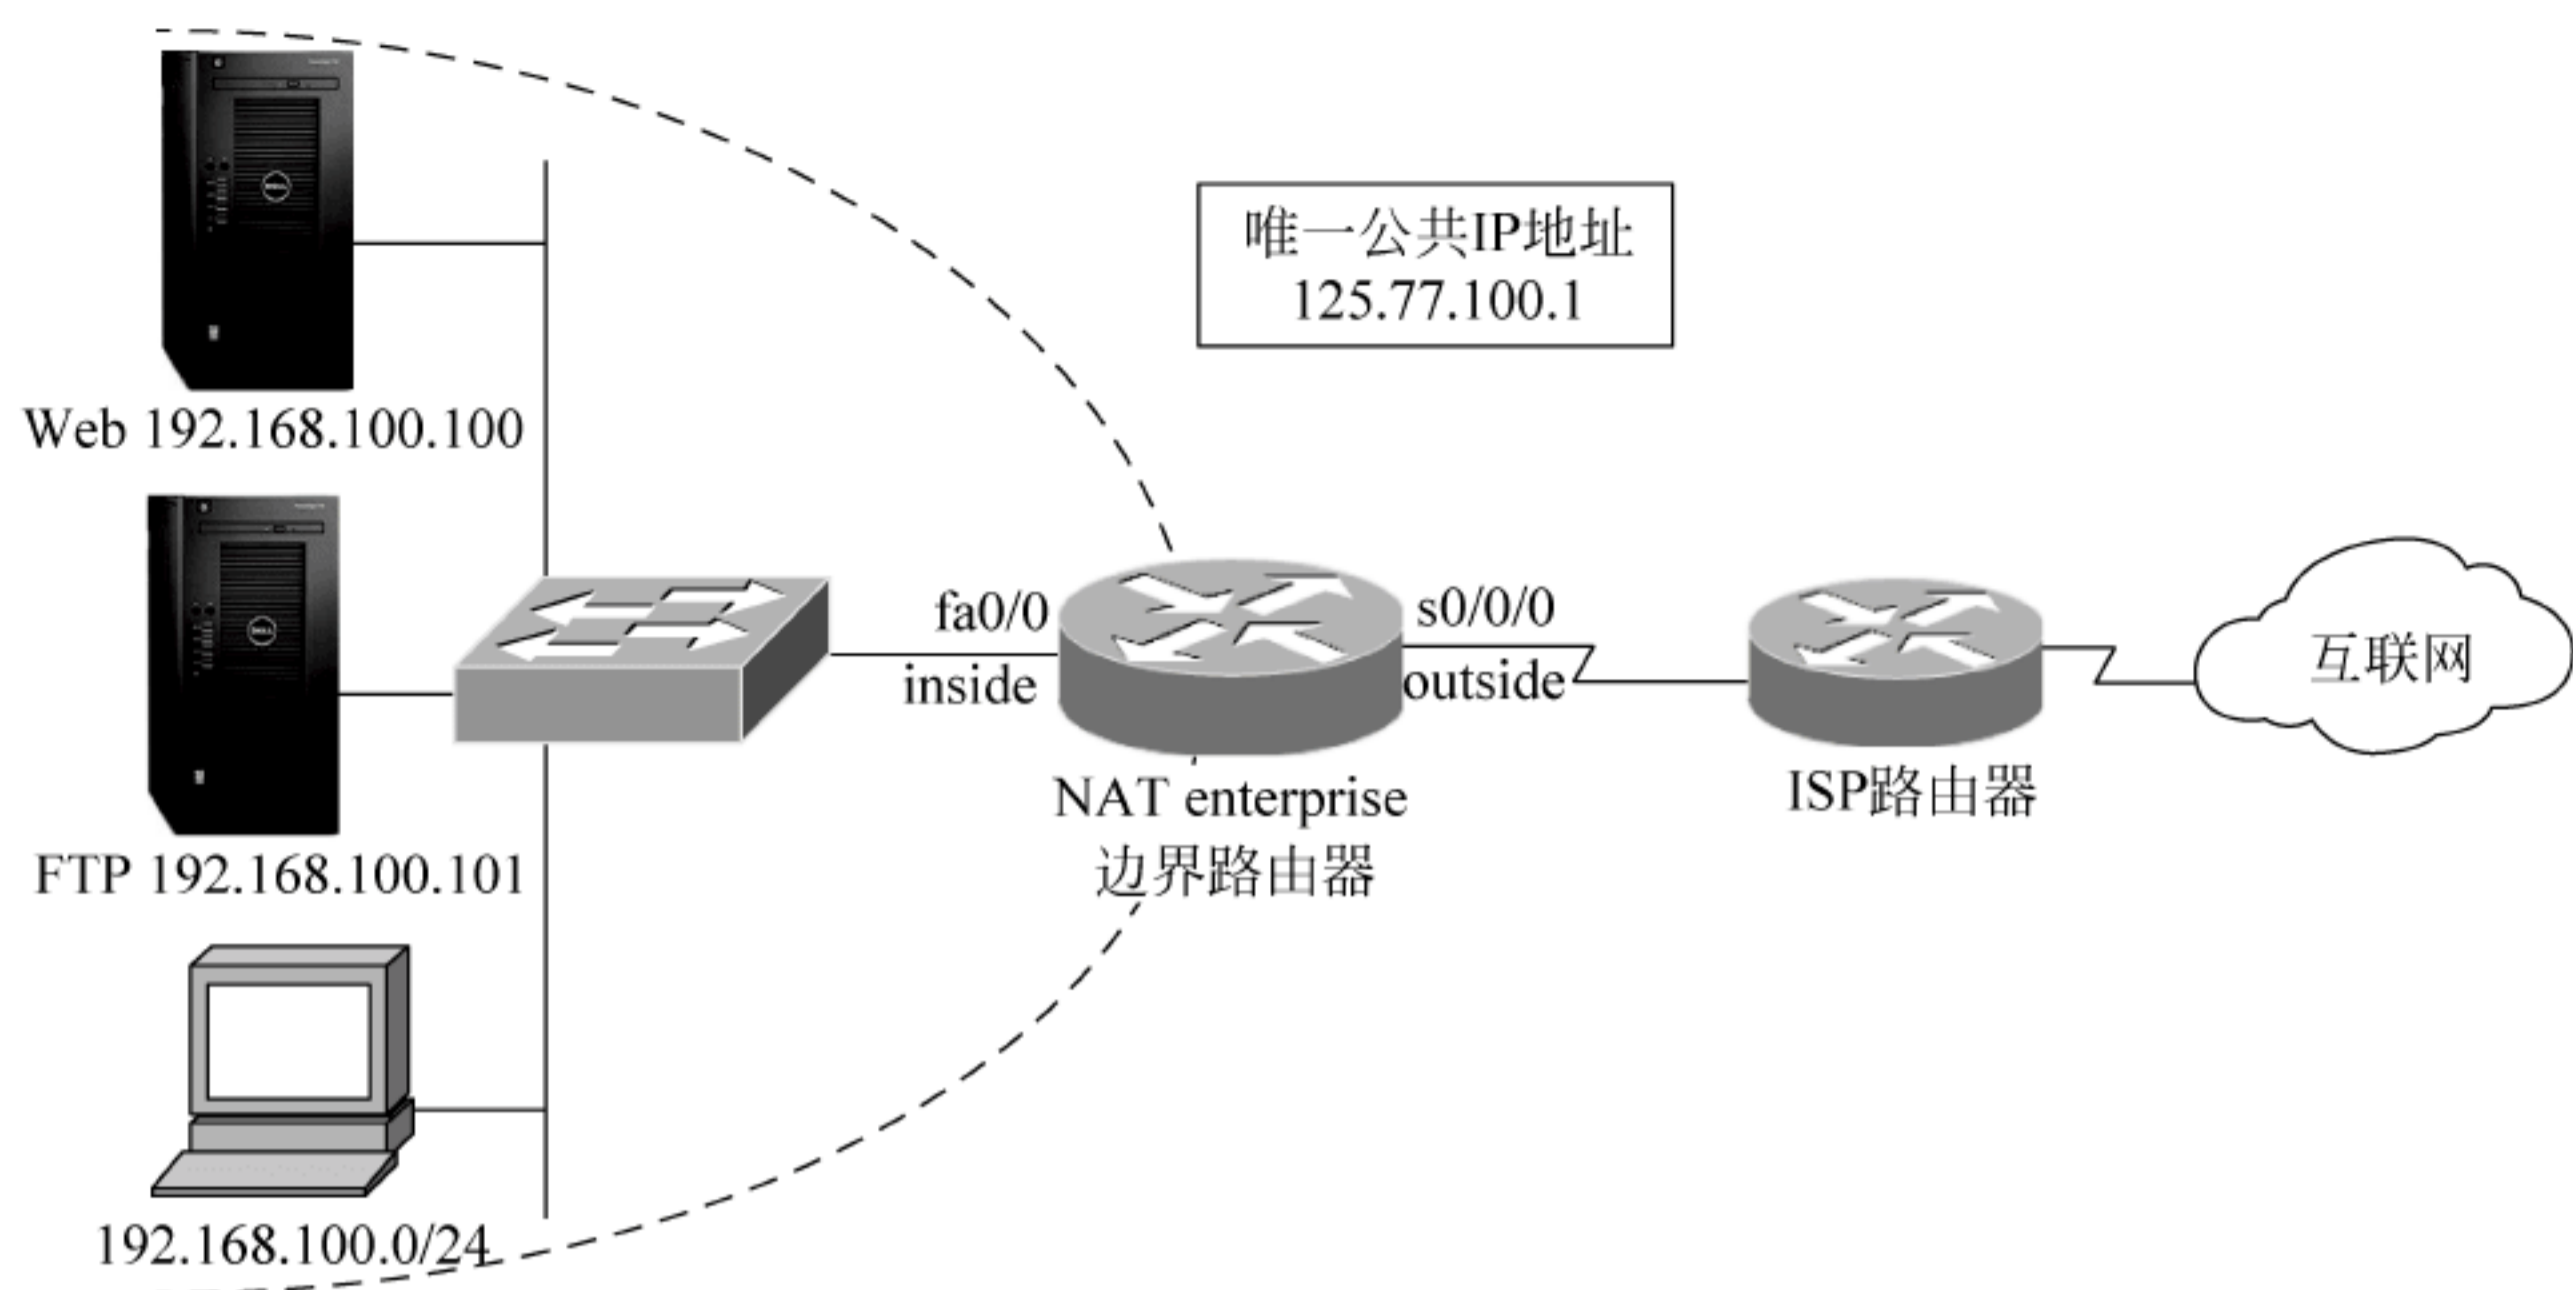 唯一公共IP地址
125.77.100.1
Web 192.168.100.100
FTP 192.168.100.101
192.168.100.0/24
fa0/0
inside
s0/0/0
outside
NAT enterprise
边界路由器
ISP路由器
互联网
DELL
DELL